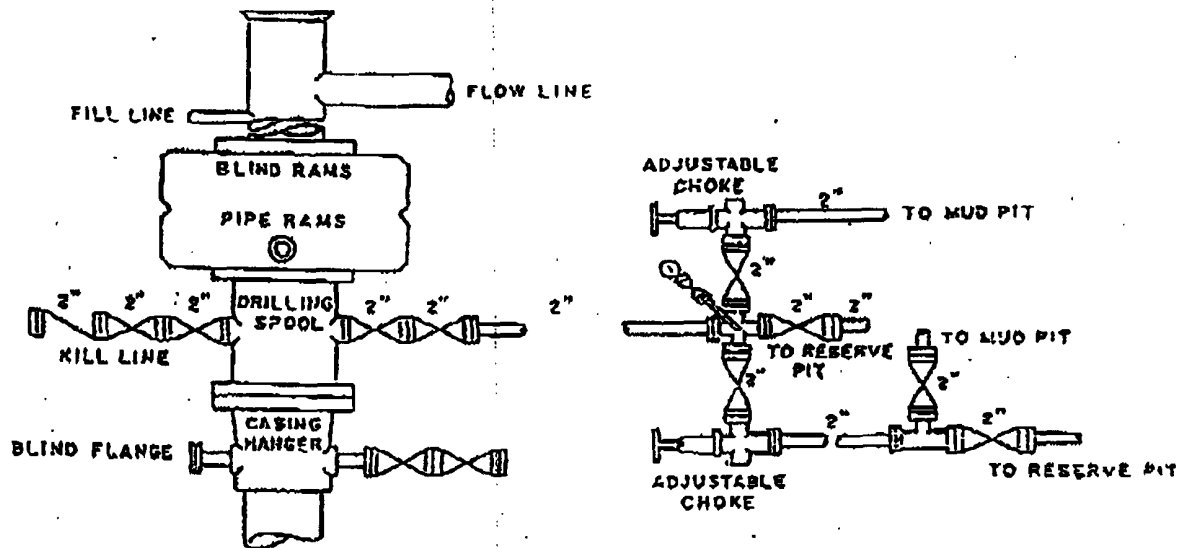 FLOW LINE
FILL LINE
BLIND RAMS
PIPE RAMS
2" 2" 2" DRILLING 2" 2" 2"
SPOOL
KILL LINE
CASING
HANGER
BLIND FLANGE
ADJUSTABLE
CHOKE
2"
TO MUD PIT
2"
2" 2"
TO RESERVE
PIT
TO MUD PIT
2"
2"
2"
2"
TO RESERVE PIT
ADJUSTABLE
CHOKE